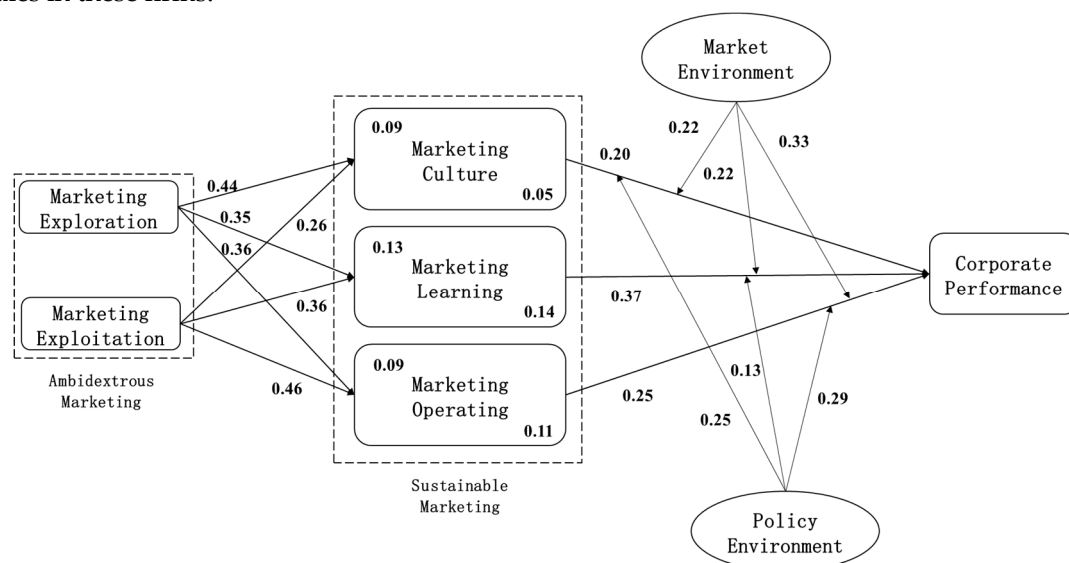 Market
Environment
0.09
Marketing
Culture
0.05
0.22
0.33
0.20
0.22
Marketing
Exploration
0.44
0.35
0.26
0.36
0.13
Marketing
Learning
0.14
0.37
Corporate
Performance
Marketing
Exploitation
0.36
0.46
Ambidextrous
Marketing
0.09
Marketing
Operating
0.11
0.25
0.13
0.25
0.29
Sustainable
Marketing
Policy
Environment